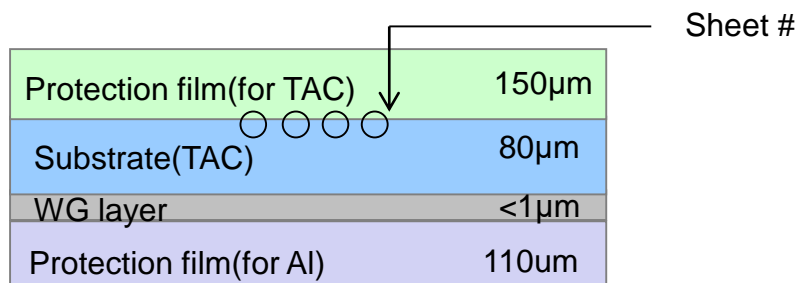 Sheet #
Protection film(for TAC) 150μm
Substrate(TAC) 80μm
WG layer <1μm
Protection film(for Al) 110um